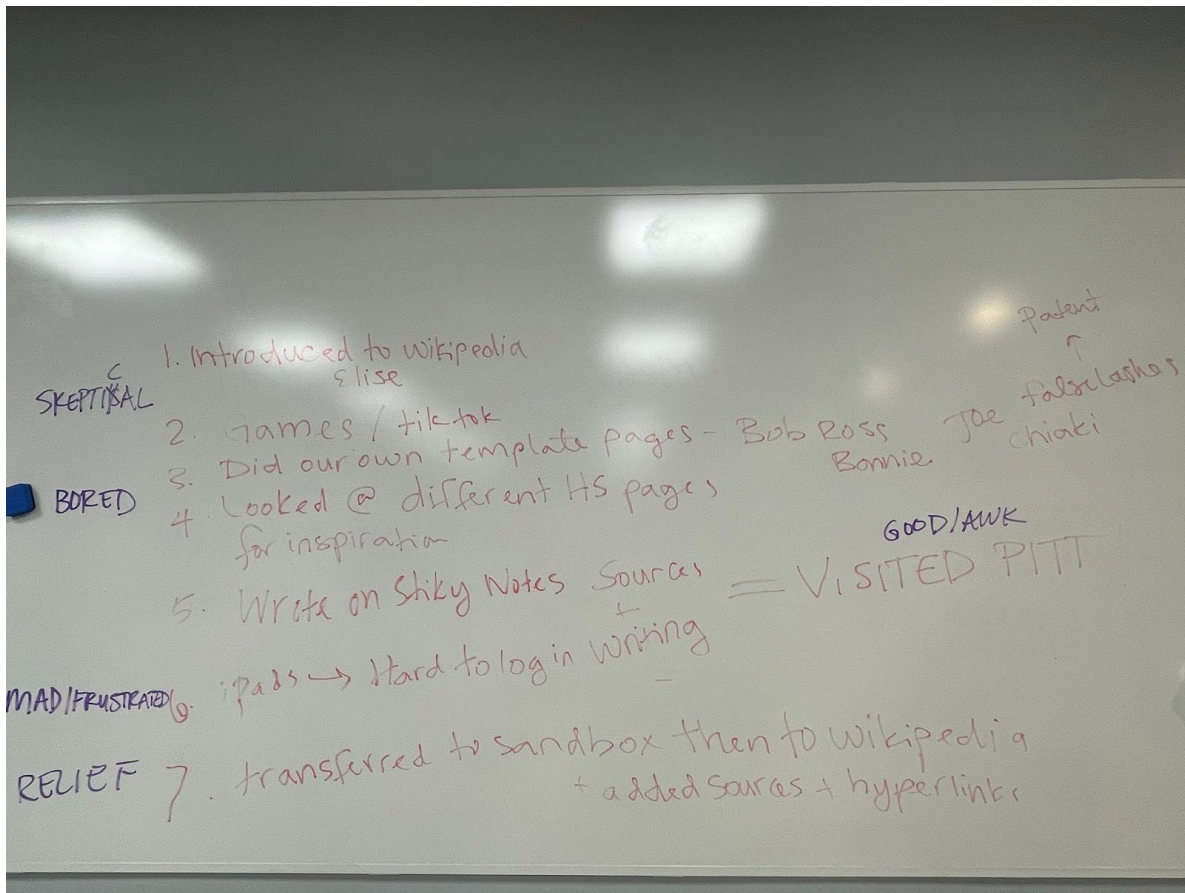 Patent
↑
1. Introduced to wikipedia
Elise
SKEPTICAL
2. Games / tiktok
falselashes
3. Did our own template pages - Bob Ross Joe chiaki
Bonnie
BORED
4 Looked @ different HS pages
for inspiration
GOOD/AWK
5. Write on Stiky Notes Sources = VISITED PITT
+
writing
MAD/FRUSTRATED 6. ipads → Hard to log in
RELIEF 7. transferred to sandbox then to wikipedia
+ added sources + hyperlinks